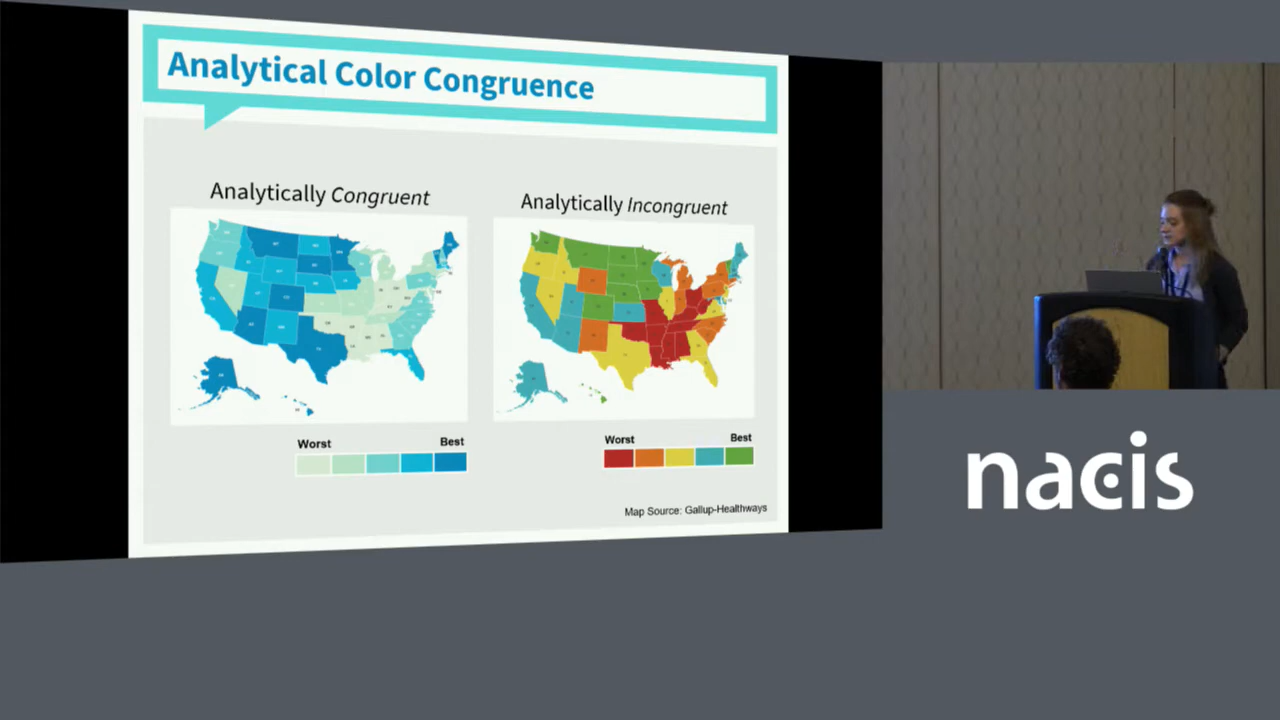 Analytical Color Congruence
Analytically Congruent
Analytically Incongruent
Worst Best
Worst Best
Map Source: Gallup-Healthways
nacis